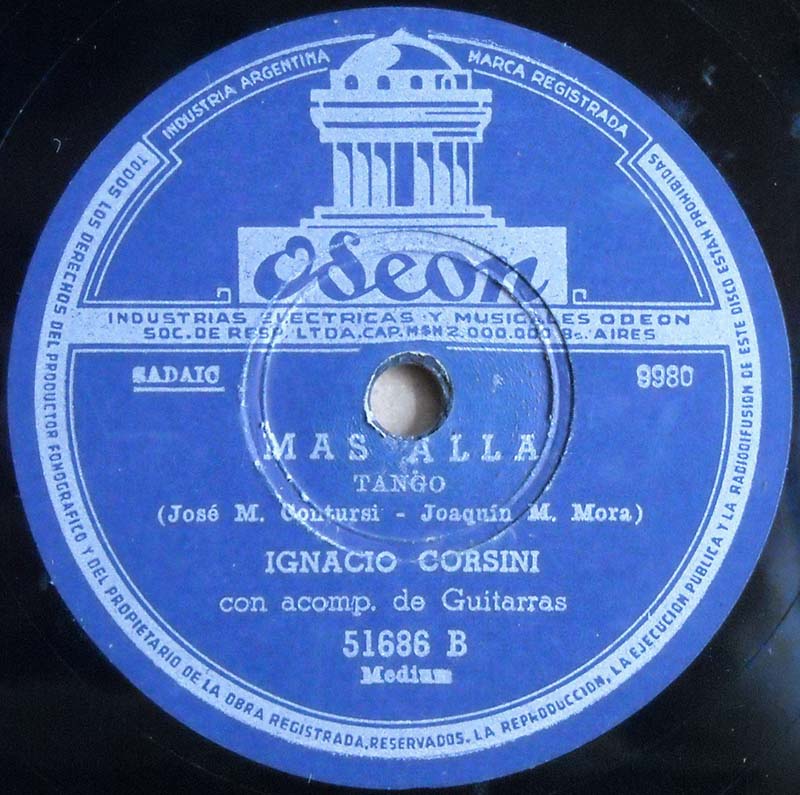 INDUSTRIA ARGENTINA
MARCA REGISTRADA
Odeon
INDUSTRIAS ELECTRICAS Y MUSICALES ODEON
SOC. DE RESP. LTDA. CAP. M$N 2.000.000 Bs. AIRES
SADAIC
9980
MAS ALLA
TANGO
(José M. Contursi - Joaquín M. Mora)
IGNACIO CORSINI
con acomp. de Guitarras
51686 B
Medium
TODOS LOS DERECHOS DEL PRODUCTOR FONOGRAFICO Y DEL PROPIETARIO DE LA OBRA REGISTRADA, RESERVADOS. LA REPRODUCCION, LA EJECUCION PUBLICA Y LA RADIODIFUSION DE ESTE DISCO ESTAN PROHIBIDAS